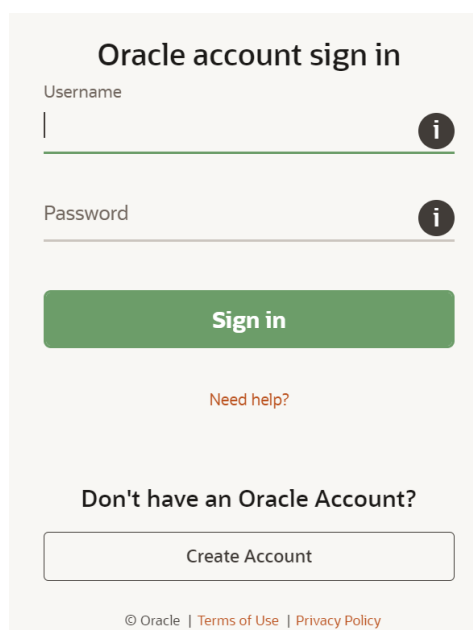 Oracle account sign in
Username
i
Password
i
Sign in
Need help?
Don't have an Oracle Account?
Create Account
© Oracle | Terms of Use | Privacy Policy